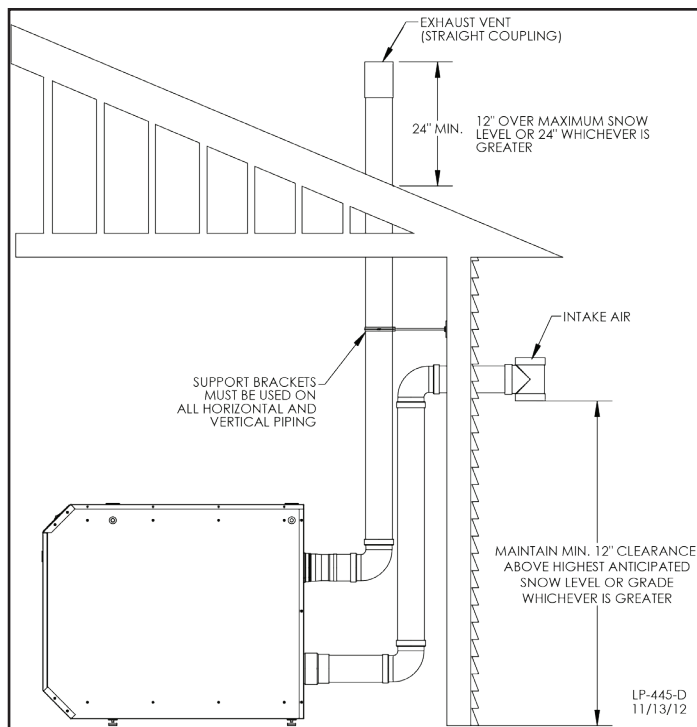 EXHAUST VENT
(STRAIGHT COUPLING)
24" MIN.
12" OVER MAXIMUM SNOW
LEVEL OR 24" WHICHEVER IS
GREATER
INTAKE AIR
SUPPORT BRACKETS
MUST BE USED ON
ALL HORIZONTAL AND
VERTICAL PIPING
MAINTAIN MIN. 12" CLEARANCE
ABOVE HIGHEST ANTICIPATED
SNOW LEVEL OR GRADE
WHICHEVER IS GREATER
LP-445-D
11/13/12